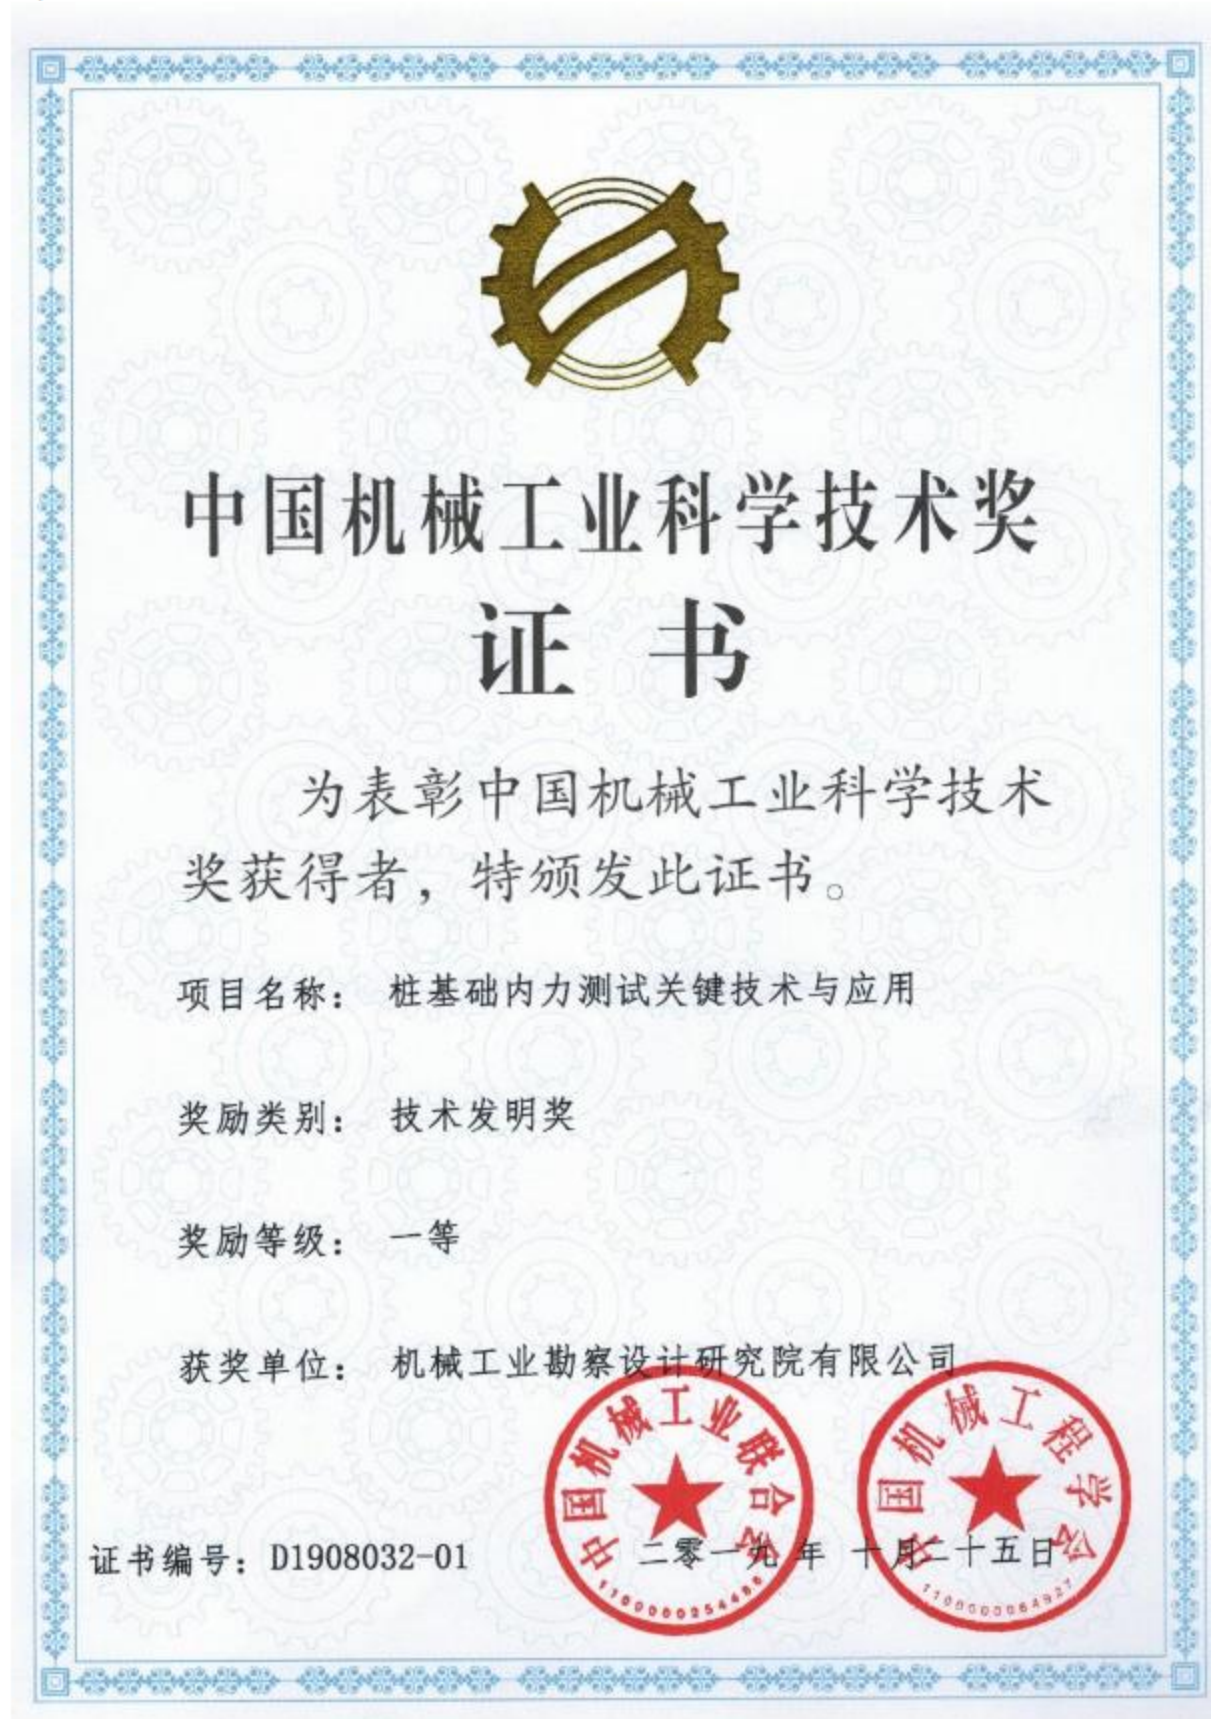 中国机械工业科学技术奖
证书
为表彰中国机械工业科学技术
奖获得者，特颁发此证书。
项目名称： 桩基础内力测试关键技术与应用
奖励类别： 技术发明奖
奖励等级： 一等
获奖单位： 机械工业勘察设计研究院有限公司
中国机械工业联合会
中国机械工程学会
证书编号：D1908032-01
二零一九年 十月二十五日
1100000064927